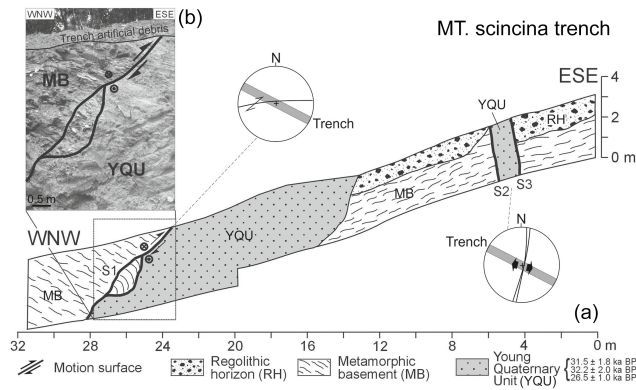 WNW ESE (b)
Trench artificial debris
MB
YQU
0.5 m
MT. scincina trench
N
Trench
ESE
4
2
0 m
YQU
RH
S2 S3
MB
WNW
YQU
S1
MB
N
Trench
(a)
32 28 24 20 16 12 8 4 0 m
Motion surface
Regolithic
horizon (RH)
Metamorphic
basement (MB)
Young
Quaternary
Unit (YQU)
31.5 ± 1.8 ka BP
32.2 ± 2.0 ka BP
26.5 ± 1.0 ka BP